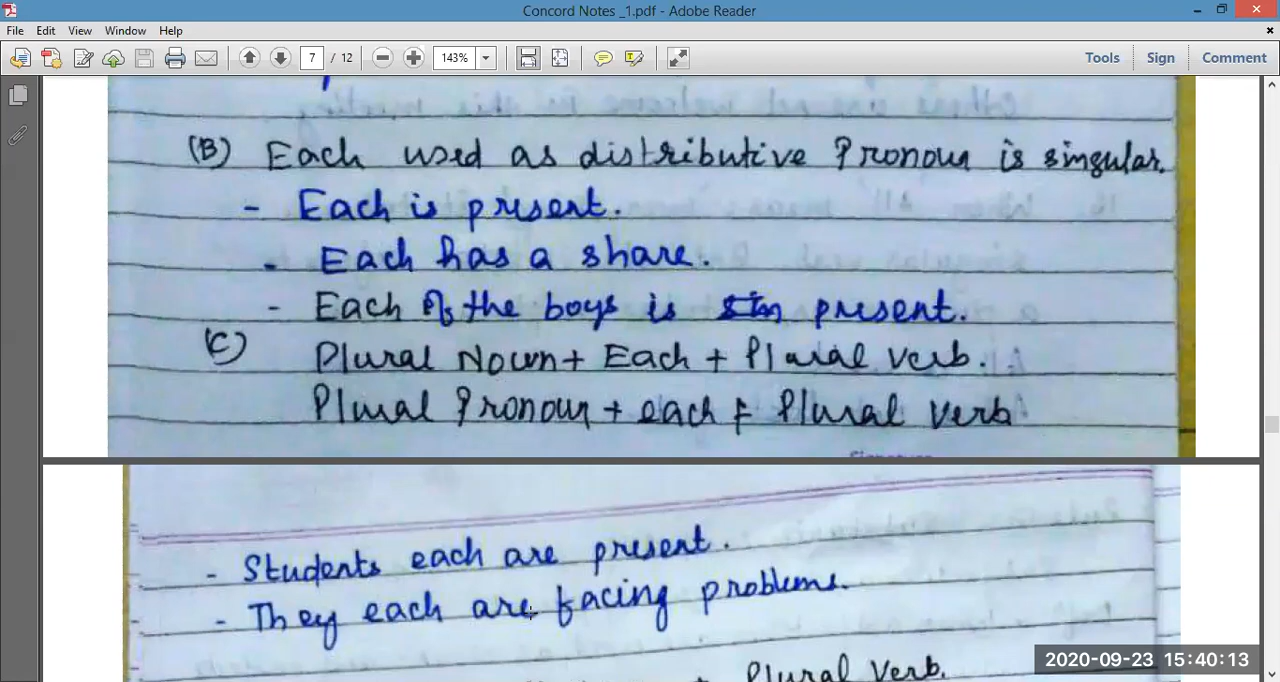 Concord Notes _1.pdf - Adobe Reader
File Edit View Window Help
7 / 12 143% Tools Sign Comment
(B) Each used as distributive Pronoun is singular.
- Each is present.
- Each has a share.
- Each of the boys is present.
(C) Plural Noun + Each + Plural Verb.
Plural Pronoun + each + Plural Verb
- Students each are present.
- They each are facing problems.
Plural Verb.
2020-09-23 15:40:13